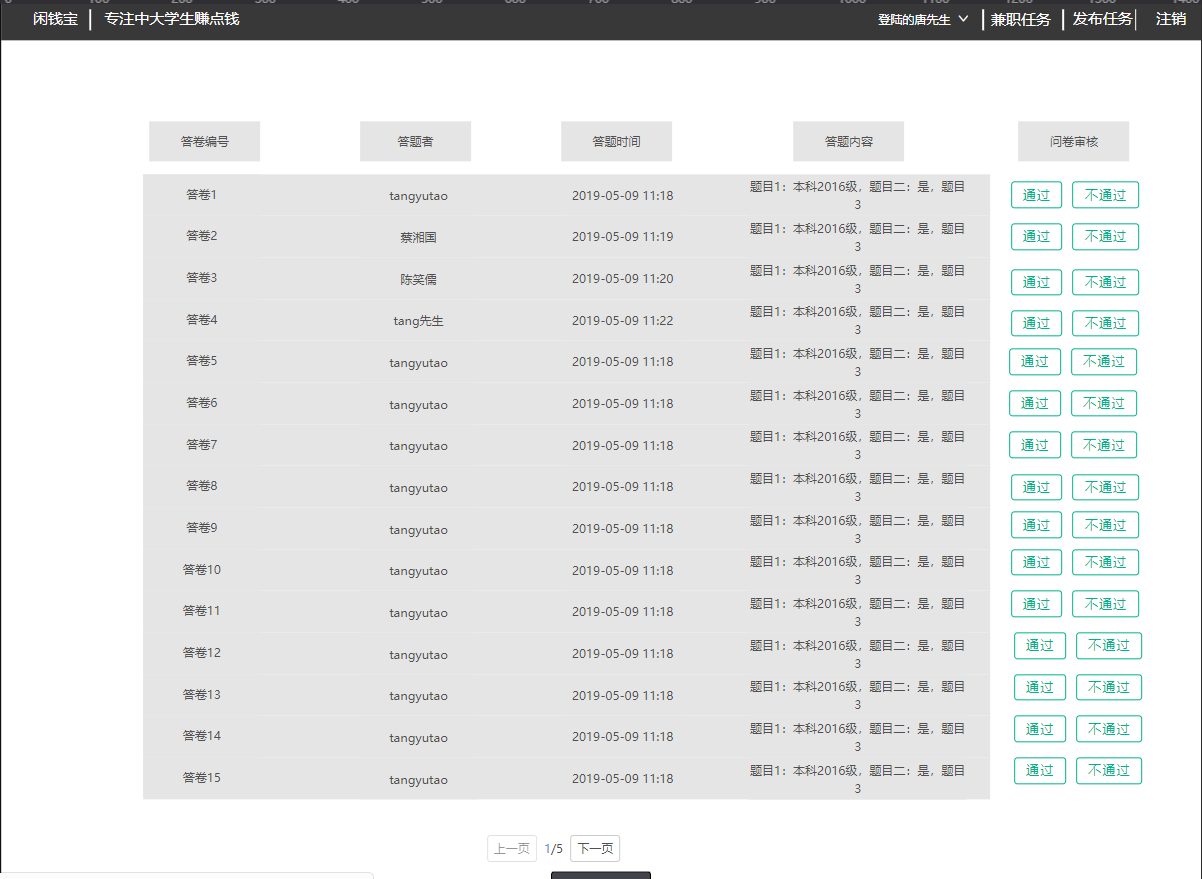 闲钱宝
专注中大学生赚点钱
登陆的唐先生
兼职任务
发布任务
注销
答卷编号 答题者 答题时间 答题内容 问卷审核
答卷1 tangyutao 2019-05-09 11:18 题目1：本科2016级，题目二：是，题目
3
通过 不通过
答卷2 蔡湘国 2019-05-09 11:19 题目1：本科2016级，题目二：是，题目
3
通过 不通过
答卷3 陈笑儒 2019-05-09 11:20 题目1：本科2016级，题目二：是，题目
3
通过 不通过
答卷4 tang先生 2019-05-09 11:22 题目1：本科2016级，题目二：是，题目
3
通过 不通过
答卷5 tangyutao 2019-05-09 11:18 题目1：本科2016级，题目二：是，题目
3
通过 不通过
答卷6 tangyutao 2019-05-09 11:18 题目1：本科2016级，题目二：是，题目
3
通过 不通过
答卷7 tangyutao 2019-05-09 11:18 题目1：本科2016级，题目二：是，题目
3
通过 不通过
答卷8 tangyutao 2019-05-09 11:18 题目1：本科2016级，题目二：是，题目
3
通过 不通过
答卷9 tangyutao 2019-05-09 11:18 题目1：本科2016级，题目二：是，题目
3
通过 不通过
答卷10 tangyutao 2019-05-09 11:18 题目1：本科2016级，题目二：是，题目
3
通过 不通过
答卷11 tangyutao 2019-05-09 11:18 题目1：本科2016级，题目二：是，题目
3
通过 不通过
答卷12 tangyutao 2019-05-09 11:18 题目1：本科2016级，题目二：是，题目
3
通过 不通过
答卷13 tangyutao 2019-05-09 11:18 题目1：本科2016级，题目二：是，题目
3
通过 不通过
答卷14 tangyutao 2019-05-09 11:18 题目1：本科2016级，题目二：是，题目
3
通过 不通过
答卷15 tangyutao 2019-05-09 11:18 题目1：本科2016级，题目二：是，题目
3
通过 不通过
上一页 1/5 下一页